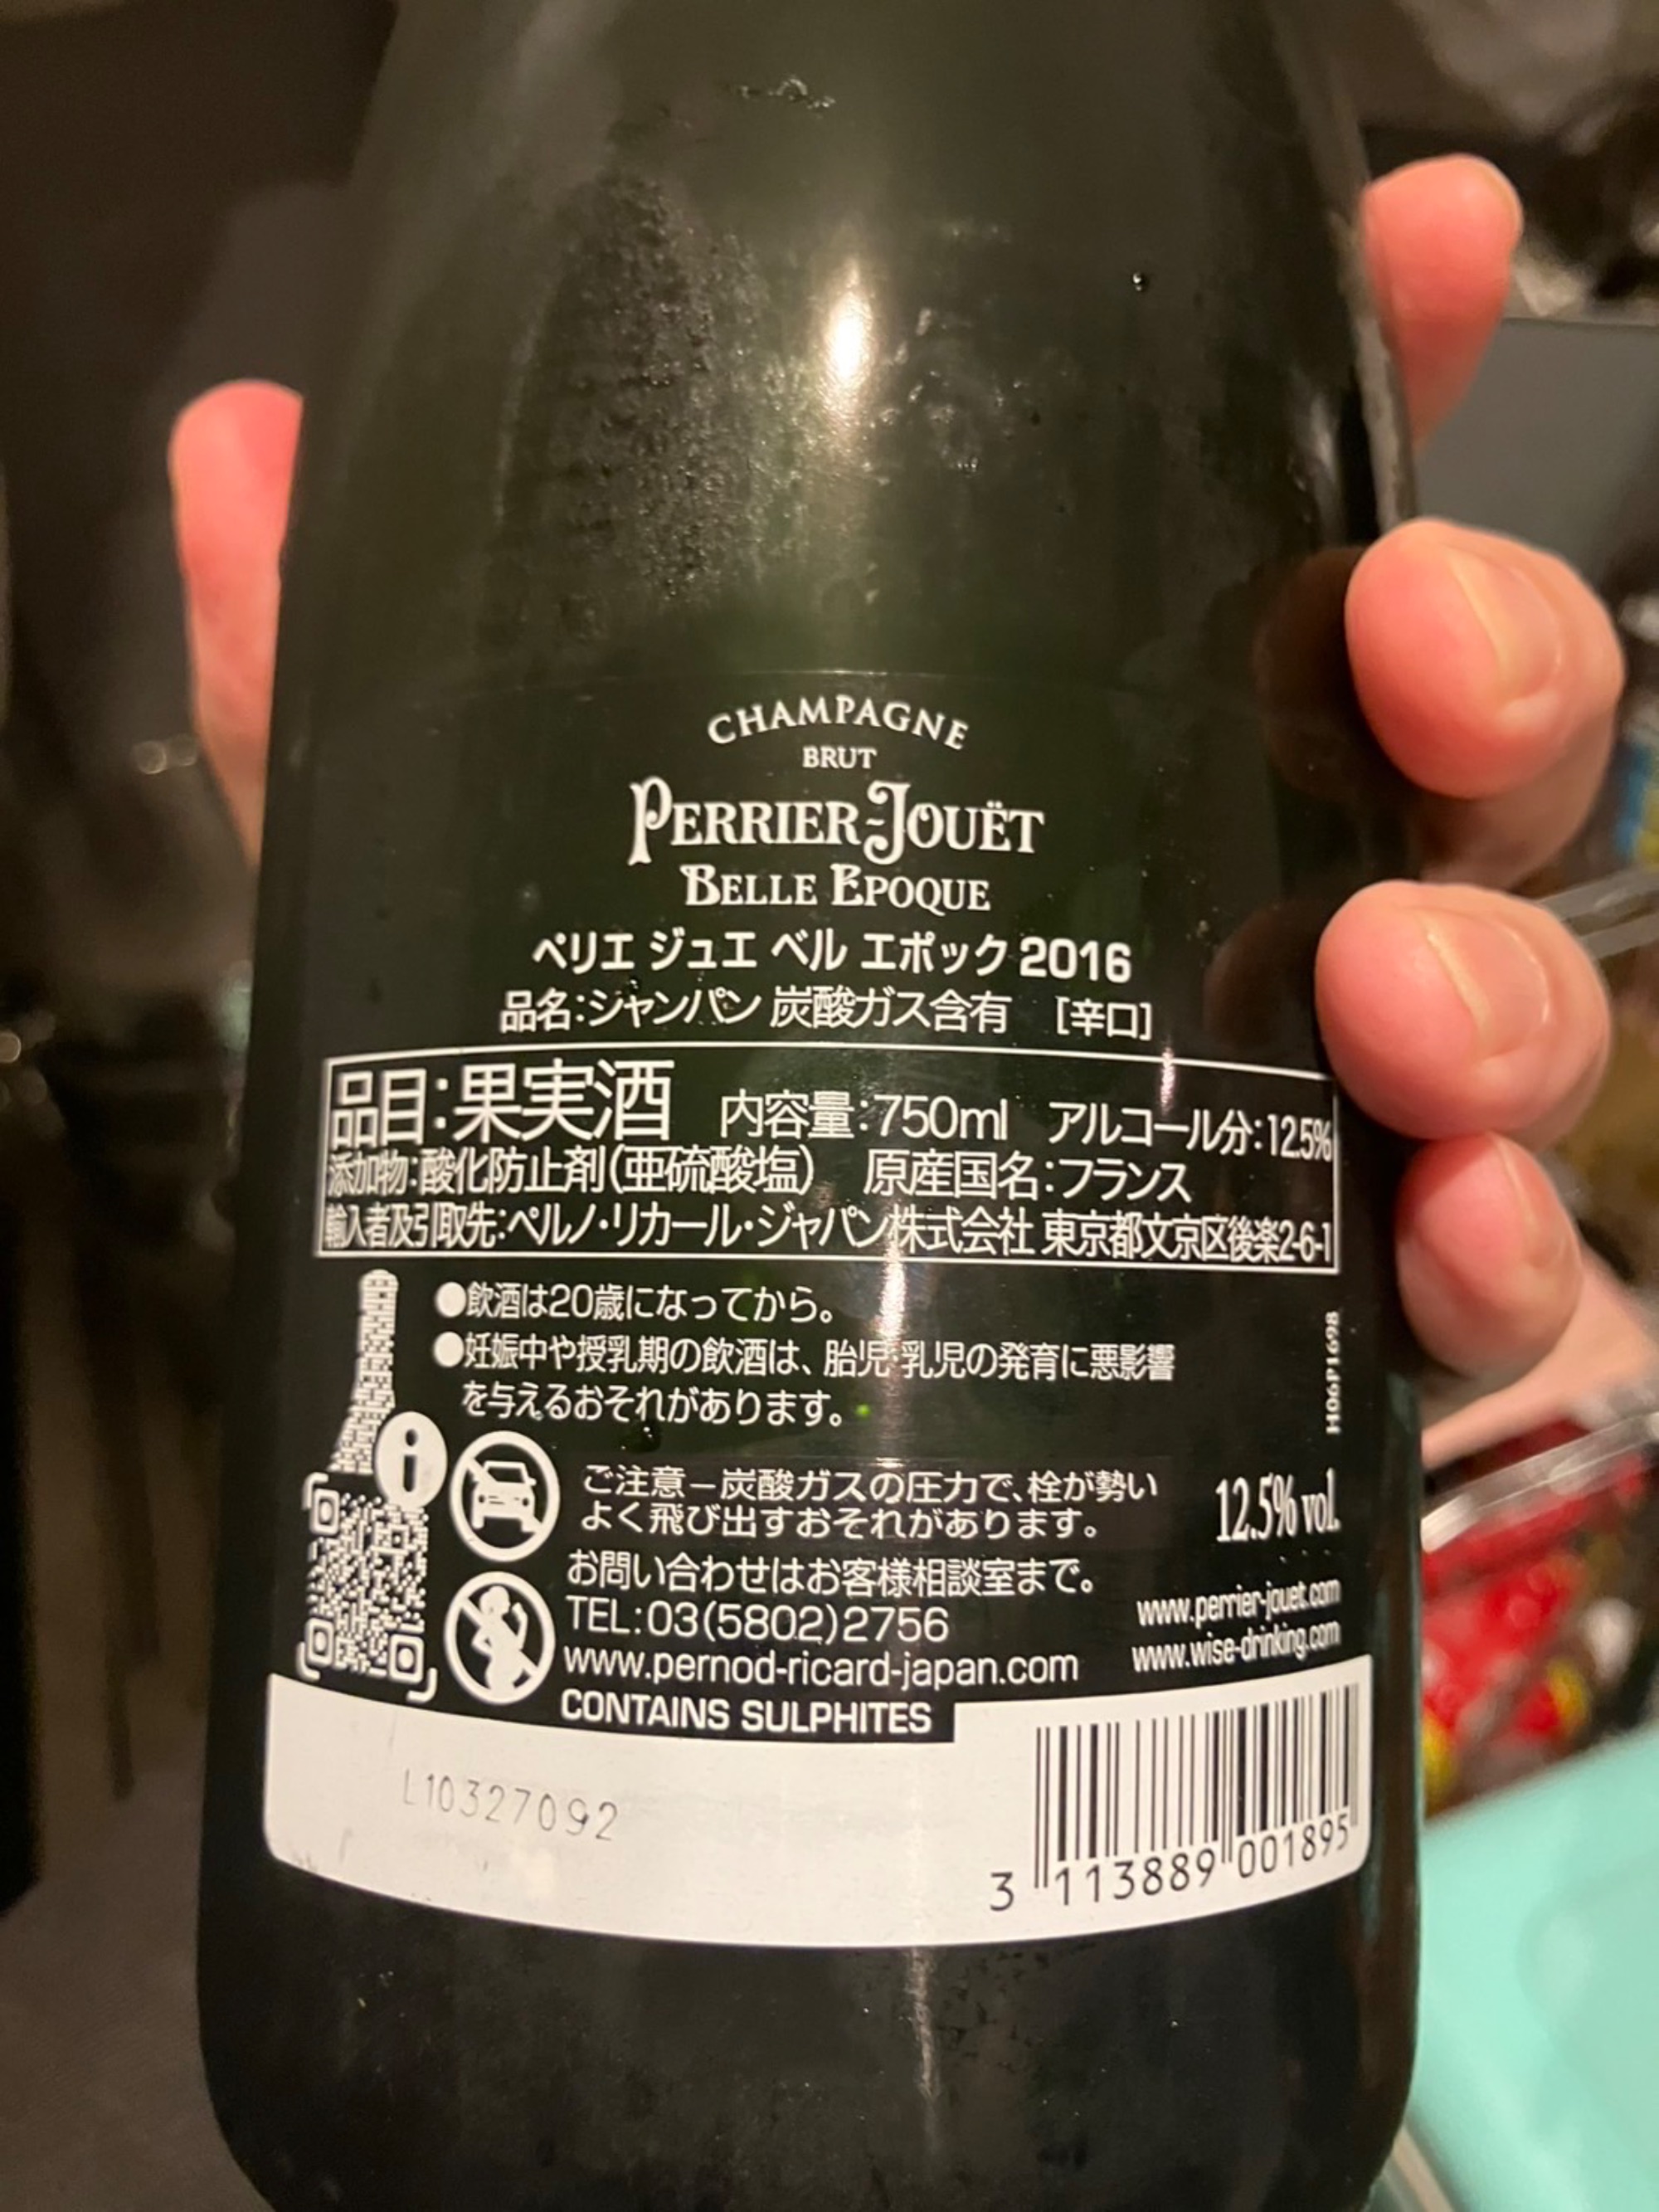 CHAMPAGNE
BRUT
PERRIER-JOUËT
BELLE EPOQUE
ペリエ ジュエ ベル エポック 2016
品名:シャンパン 炭酸ガス含有 [辛口]
品目:果実酒 内容量:750ml アルコール分:12.5%
添加物:酸化防止剤(亜硫酸塩) 原産国名:フランス
輸入者及引取先:ペルノ・リカール・ジャパン株式会社 東京都文京区後楽2-6-1
●飲酒は20歳になってから。
●妊娠中や授乳期の飲酒は、胎児・乳児の発育に悪影響
を与えるおそれがあります。
H06P1698
i
ご注意－炭酸ガスの圧力で、栓が勢い
よく飛び出すおそれがあります。
12.5% vol.
お問い合わせはお客様相談室まで。
TEL:03(5802)2756
www.pernod-ricard-japan.com
www.perrier-jouet.com
www.wise-drinking.com
CONTAINS SULPHITES
L10327092
3 113889 001895